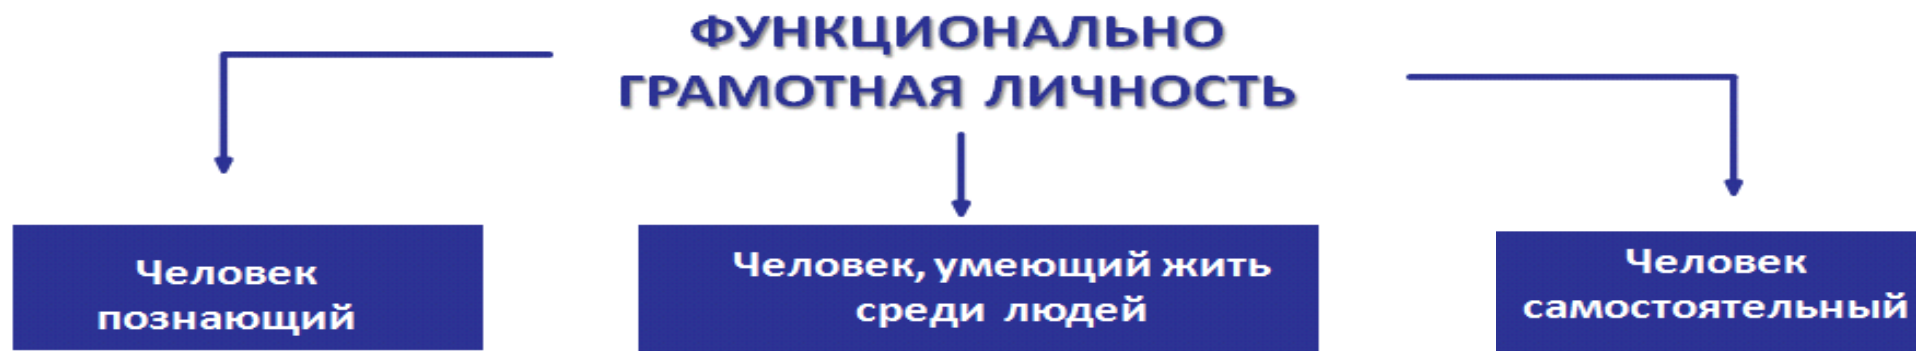 ФУНКЦИОНАЛЬНО
ГРАМОТНАЯ ЛИЧНОСТЬ
Человек
познающий
Человек, умеющий жить
среди людей
Человек
самостоятельный